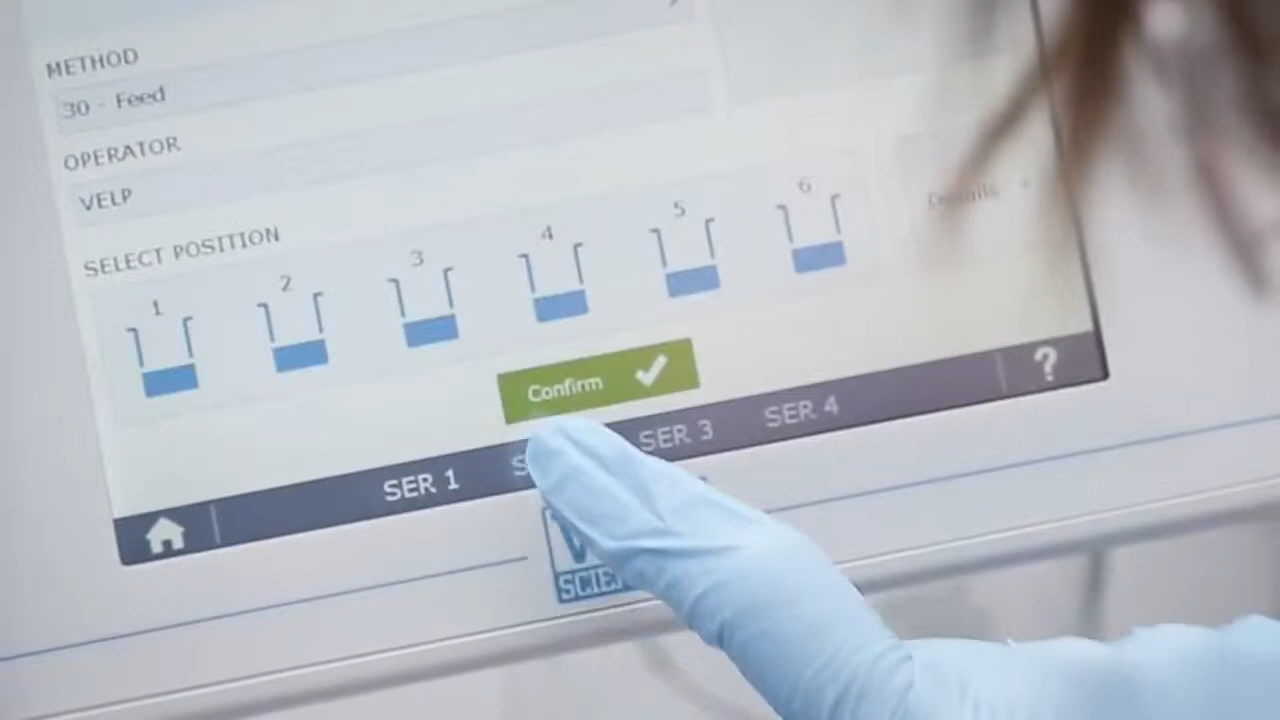 METHOD
30 - Feed
OPERATOR
VELP
SELECT POSITION
1 2 3 4 5 6
Details
Confirm
SER 1 SER 3 SER 4 ?